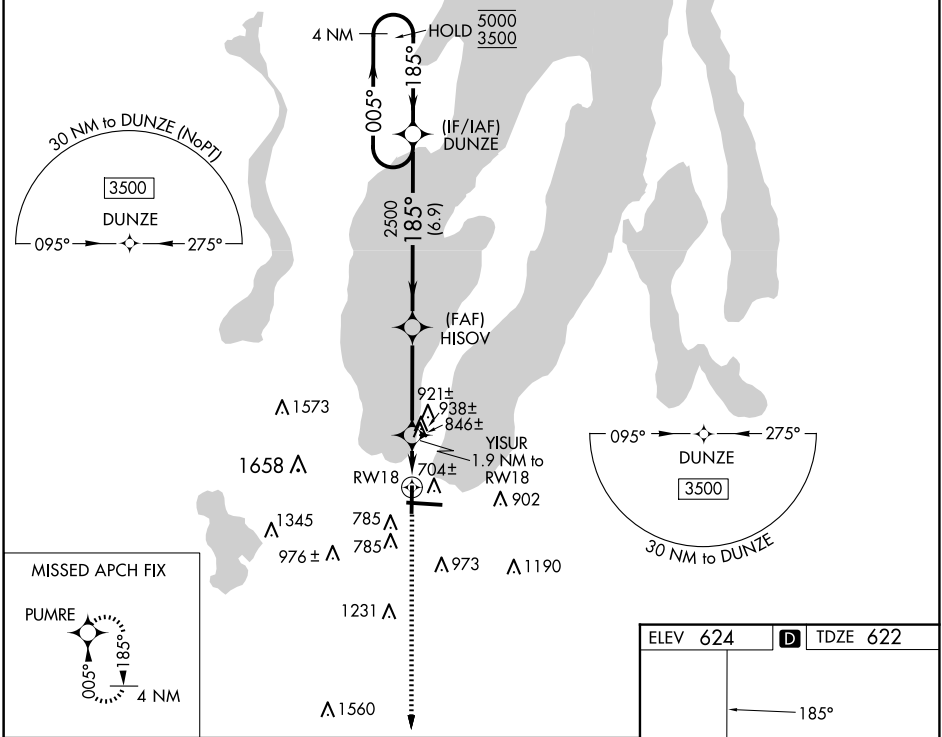 4 NM
HOLD
5000
3500
185°
005°
(IF/IAF)
DUNZE
30 NM to DUNZE (NoPT)
3500
DUNZE
095°
275°
2500
185°
(6.9)
(FAF)
HISOV
921±
938±
846±
1573
YISUR
1.9 NM to
RW18
1658
RW18
704±
902
095°
275°
DUNZE
3500
30 NM to DUNZE
1345
785
976 ±
785
973
1190
1231
1560
MISSED APCH FIX
PUMRE
185°
005°
4 NM
ELEV 624
D
TDZE 622
185°